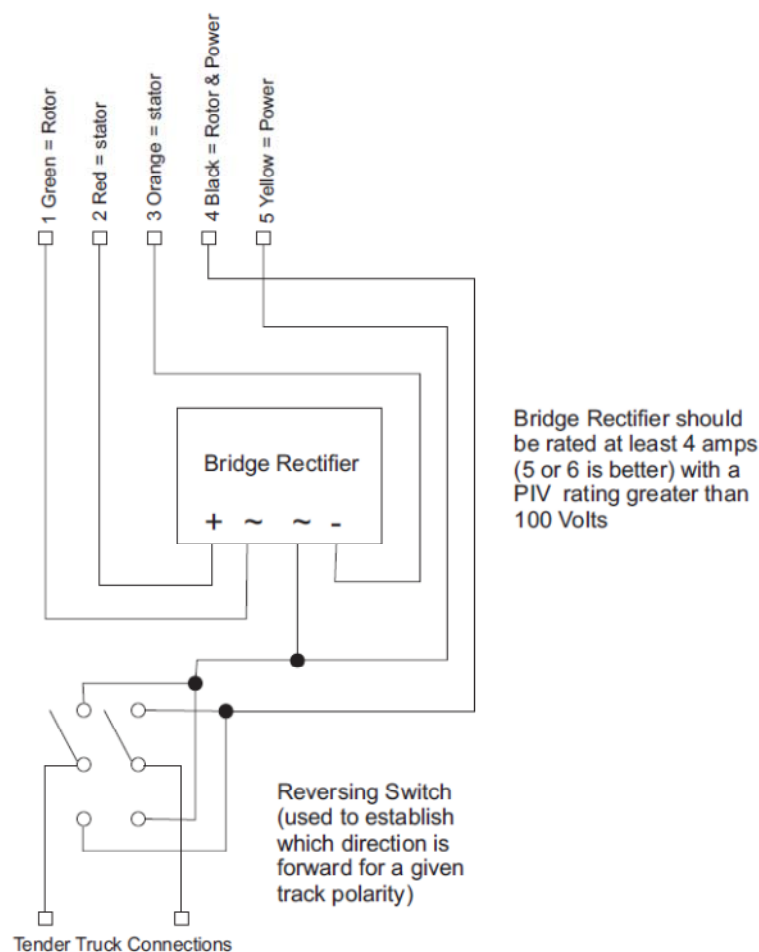 1 Green = Rotor
2 Red = stator
3 Orange = stator
4 Black = Rotor & Power
5 Yellow = Power
Bridge Rectifier
+ ~ ~ -
Bridge Rectifier should
be rated at least 4 amps
(5 or 6 is better) with a
PIV rating greater than
100 Volts
Reversing Switch
(used to establish
which direction is
forward for a given
track polarity)
Tender Truck Connections